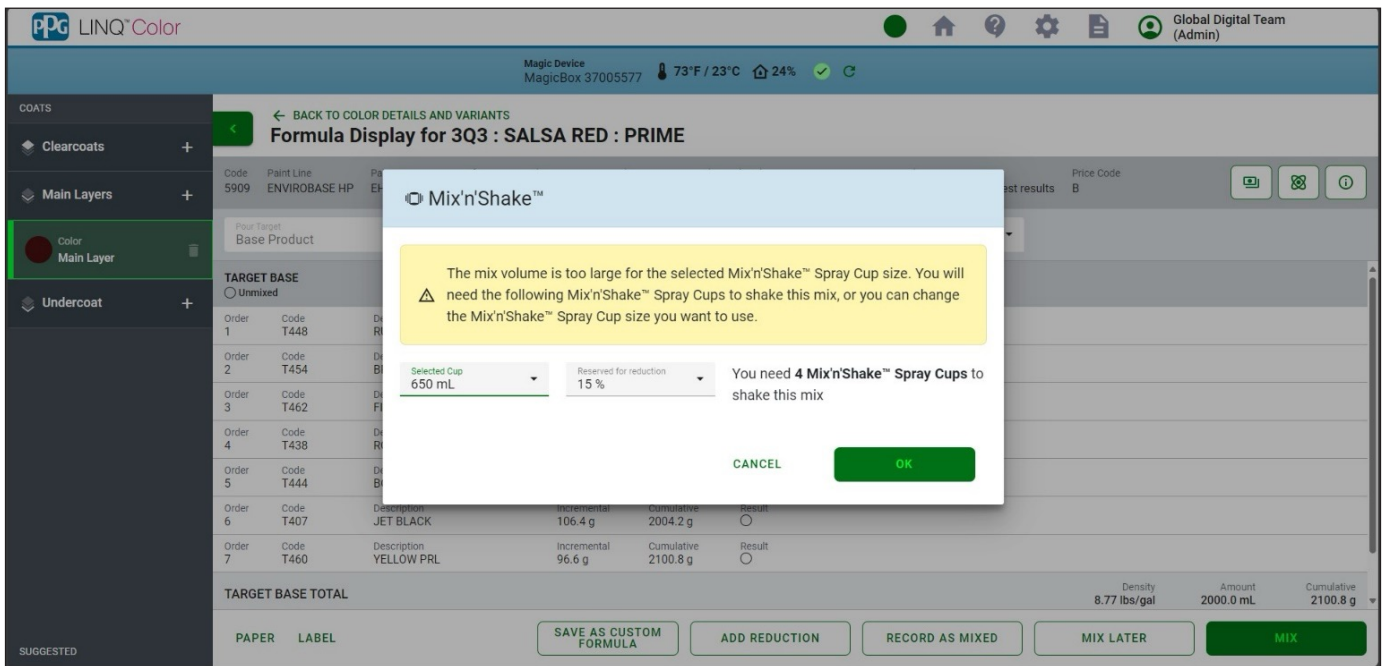 PPG LINQ™Color
Global Digital Team
(Admin)
Magic Device
MagicBox 37005577
73°F / 23°C
24%
COATS
Clearcoats +
Main Layers +
Color
Main Layer
Undercoat +
SUGGESTED
← BACK TO COLOR DETAILS AND VARIANTS
Formula Display for 3Q3 : SALSA RED : PRIME
Code Paint Line Price Code
5909 ENVIROBASE HP est results B
Pour Target
Base Product
TARGET BASE
Unmixed
Order Code
1 T448
Order Code
2 T454
Order Code
3 T462
Order Code
4 T438
Order Code
5 T444
Order Code Description Incremental Cumulative Result
6 T407 JET BLACK 106.4 g 2004.2 g
Order Code Description Incremental Cumulative Result
7 T460 YELLOW PRL 96.6 g 2100.8 g
TARGET BASE TOTAL
Density Amount Cumulative
8.77 lbs/gal 2000.0 mL 2100.8 g
PAPER LABEL
SAVE AS CUSTOM
FORMULA
ADD REDUCTION
RECORD AS MIXED
MIX LATER
MIX
Mix'n'Shake™
The mix volume is too large for the selected Mix'n'Shake™ Spray Cup size. You will
need the following Mix'n'Shake™ Spray Cups to shake this mix, or you can change
the Mix'n'Shake™ Spray Cup size you want to use.
Selected Cup
650 mL
Reserved for reduction
15 %
You need 4 Mix'n'Shake™ Spray Cups to
shake this mix
CANCEL
OK